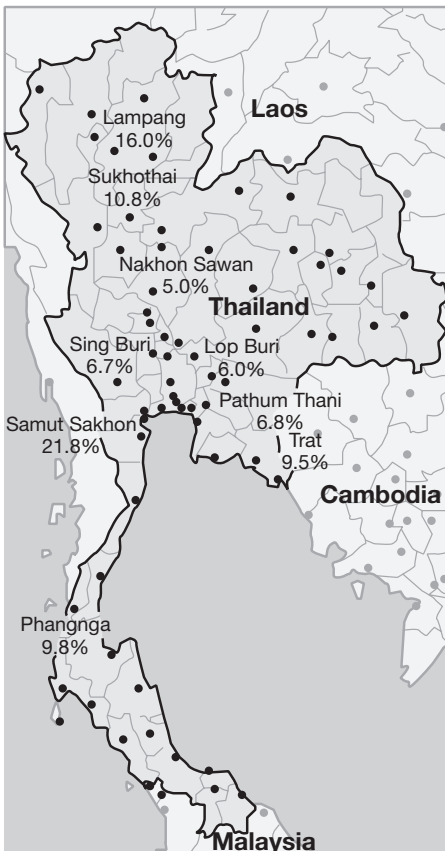 Laos
Lampang
16.0%
Sukhothai
10.8%
Nakhon Sawan
5.0%
Thailand
Sing Buri
6.7%
Lop Buri
6.0%
Pathum Thani
6.8%
Samut Sakhon
21.8%
Trat
9.5%
Cambodia
Phangnga
9.8%
Malaysia